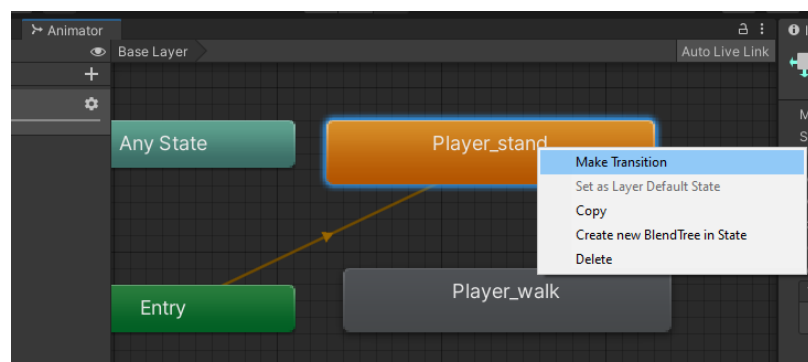 Animator
Base Layer
Auto Live Link
Any State
Player_stand
Make Transition
Set as Layer Default State
Copy
Create new BlendTree in State
Delete
Entry
Player_walk